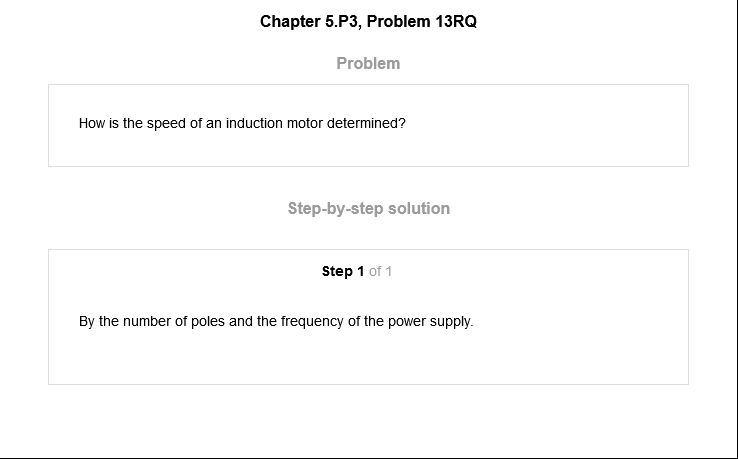 Chapter 5.P3, Problem 13RQ
Problem
How is the speed of an induction motor determined?
Step-by-step solution
Step 1 of 1
By the number of poles and the frequency of the power supply.